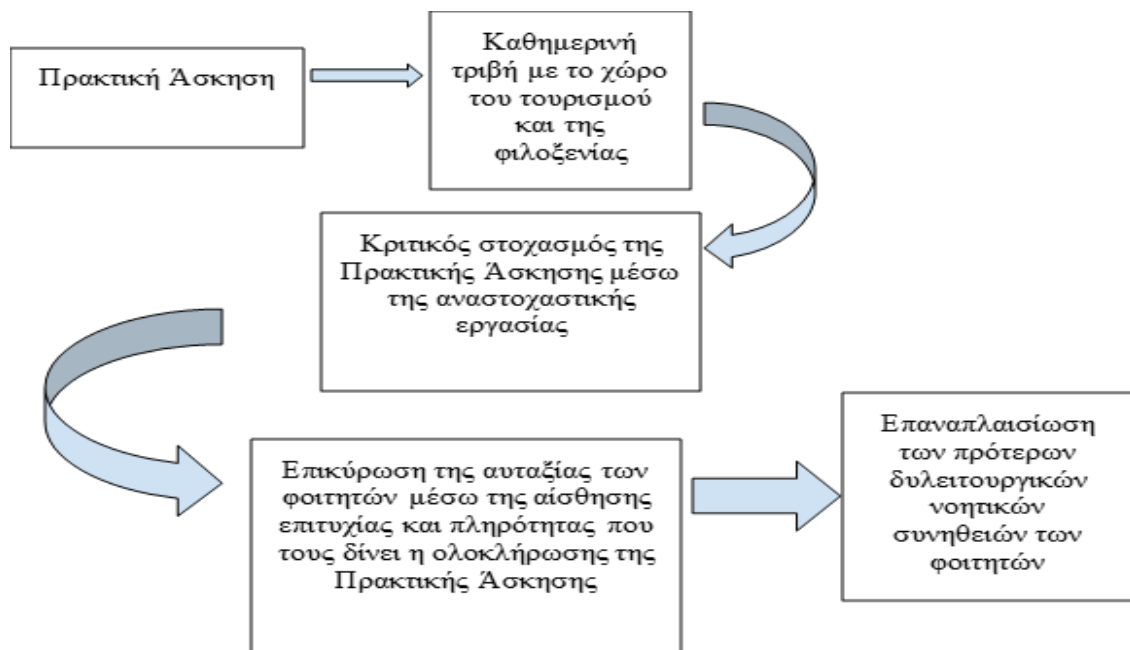 Πρακτική Άσκηση
Καθημερινή
τριβή με το χώρο
του τουρισμού
και της
φιλοξενίας
Κριτικός στοχασμός της
Πρακτικής Άσκησης μέσω
της αναστοχαστικής
εργασίας
Επικύρωση της αυταξίας των
φοιτητών μέσω της αίσθησης
επιτυχίας και πληρότητας που
τους δίνει η ολοκλήρωσης της
Πρακτικής Άσκησης
Επαναπλαισίωση
των πρότερων
δυλειτουργικών
νοητικών
συνηθειών των
φοιτητών